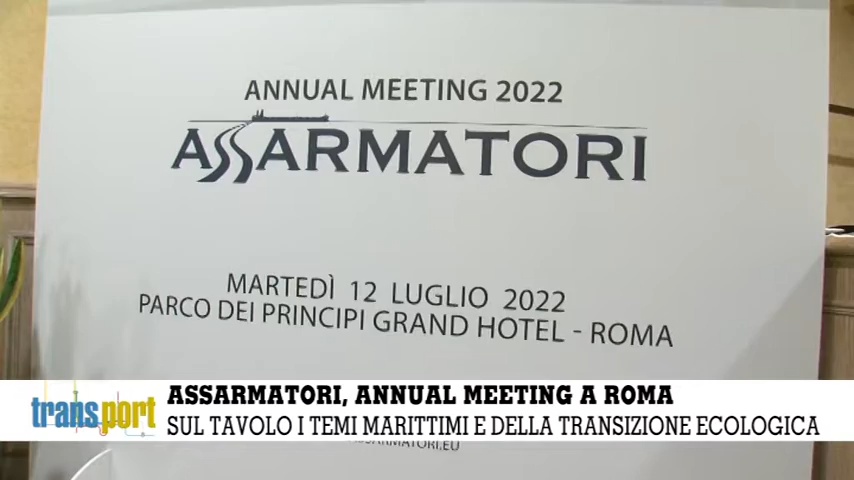 ANNUAL MEETING 2022
ASSARMATORI
MARTEDÌ 12 LUGLIO 2022
PARCO DEI PRINCIPI GRAND HOTEL - ROMA
transport
ASSARMATORI, ANNUAL MEETING A ROMA
SUL TAVOLO I TEMI MARITTIMI E DELLA TRANSIZIONE ECOLOGICA